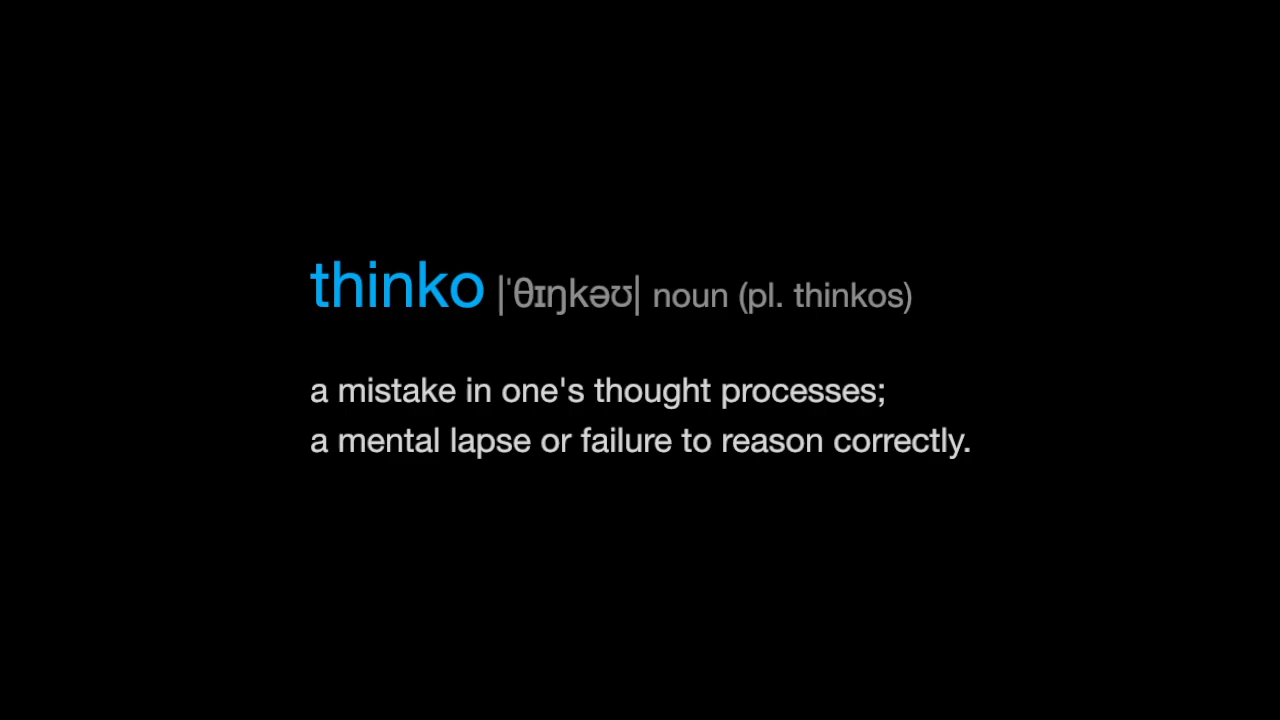 thinko |ˈθɪŋkəʊ| noun (pl. thinkos)
a mistake in one's thought processes;
a mental lapse or failure to reason correctly.